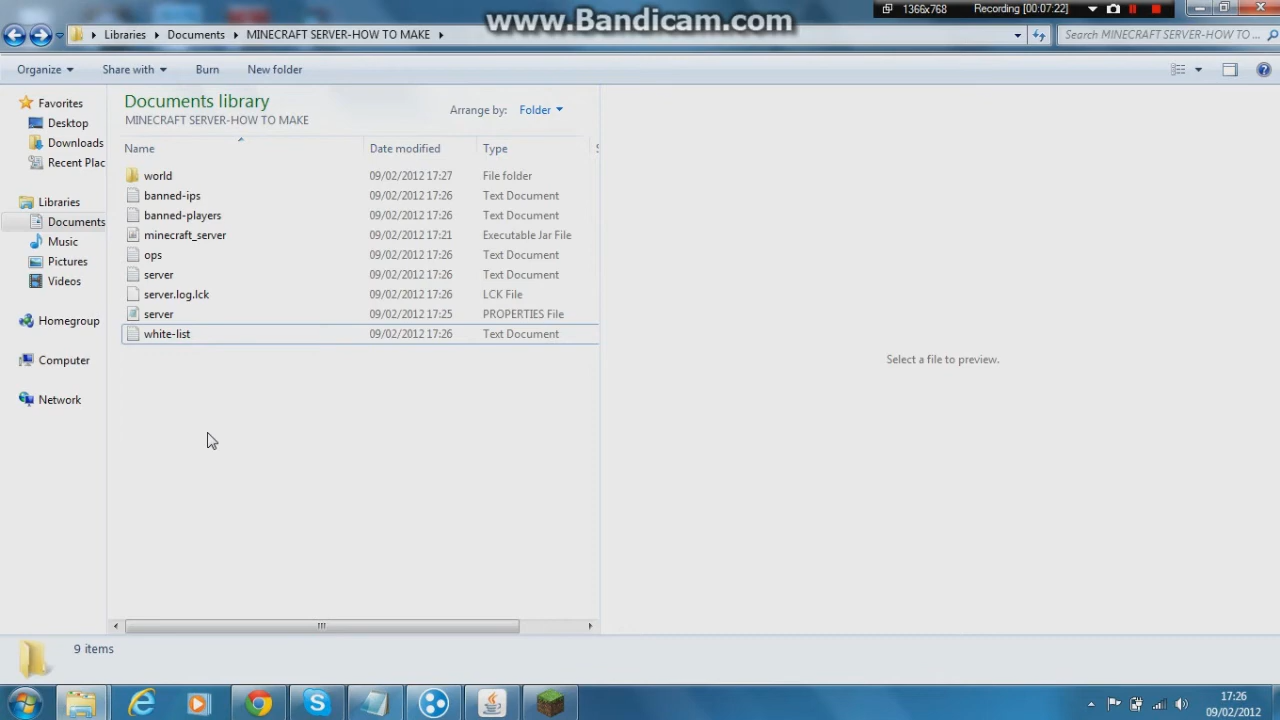 www.Bandicam.com
1366x768 Recording [00:07:22]
Libraries Documents MINECRAFT SERVER-HOW TO MAKE
Search MINECRAFT SERVER-HOW TO ...
Organize Share with Burn New folder
Favorites
Desktop
Downloads
Recent Plac
Libraries
Documents
Music
Pictures
Videos
Homegroup
Computer
Network
Documents library
MINECRAFT SERVER-HOW TO MAKE
Arrange by: Folder
Name Date modified Type S
world 09/02/2012 17:27 File folder
banned-ips 09/02/2012 17:26 Text Document
banned-players 09/02/2012 17:26 Text Document
minecraft_server 09/02/2012 17:21 Executable Jar File
ops 09/02/2012 17:26 Text Document
server 09/02/2012 17:26 Text Document
server.log.lck 09/02/2012 17:26 LCK File
server 09/02/2012 17:25 PROPERTIES File
white-list 09/02/2012 17:26 Text Document
Select a file to preview.
9 items
17:26
09/02/2012